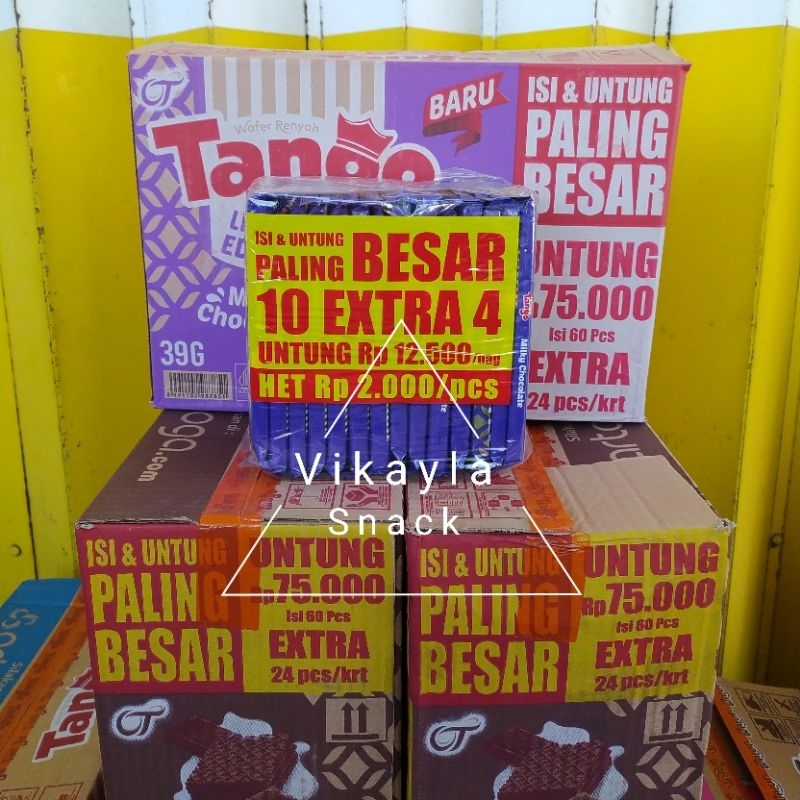 Wafer Renyah
Tango
BARU
39G
ISI & UNTUNG
PALING
BESAR
UNTUNG
75.000
Isi 60 Pcs
EXTRA
24 pcs/krt
ISI & UNTUNG
PALING BESAR
10 EXTRA 4
UNTUNG Rp 12.500/bag
HET Rp 2.000/pcs
Tango
Milky Chocolate
Vikayla
Snack
ISI & UNTUNG
PALING
BESAR
UNTUNG
Rp75.000
Isi 60 Pcs
EXTRA
24 pcs/krt
ISI & UNTUNG
PALING
BESAR
UNTUNG
Rp75.000
Isi 60 Pcs
EXTRA
24 pcs/krt